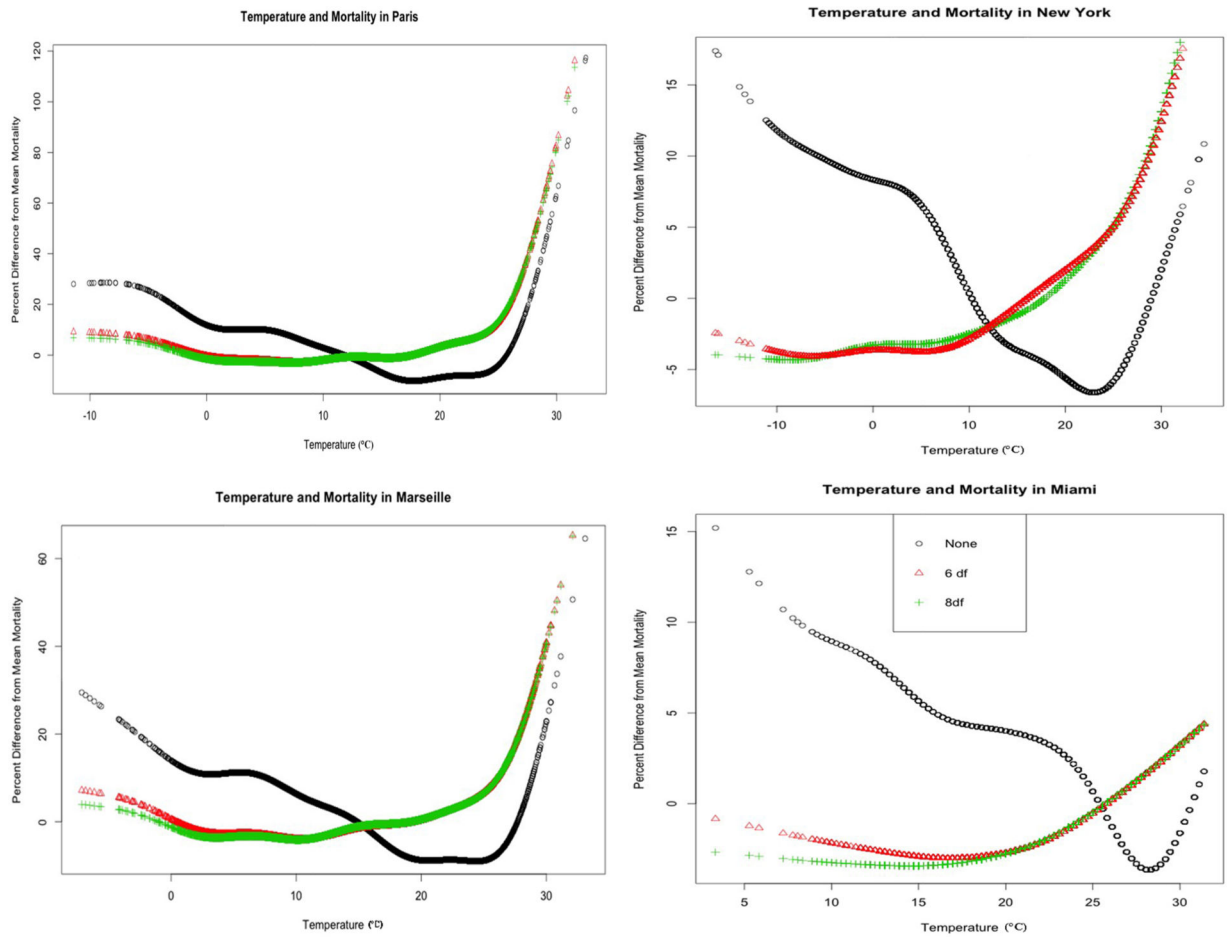 Temperature and Mortality in Paris
Percent Difference from Mean Mortality
120
100
80
60
40
20
0
-10
0
10
20
30
Temperature (°C)
Temperature and Mortality in New York
Percent Difference from Mean Mortality
15
10
5
0
-5
-10
0
10
20
30
Temperature (°C)
Temperature and Mortality in Marseille
Percent Difference from Mean Mortality
60
40
20
0
0
10
20
30
Temperature (°C)
Temperature and Mortality in Miami
Percent Difference from Mean Mortality
15
10
5
0
None
6 df
8df
5
10
15
20
25
30
Temperature (°C)